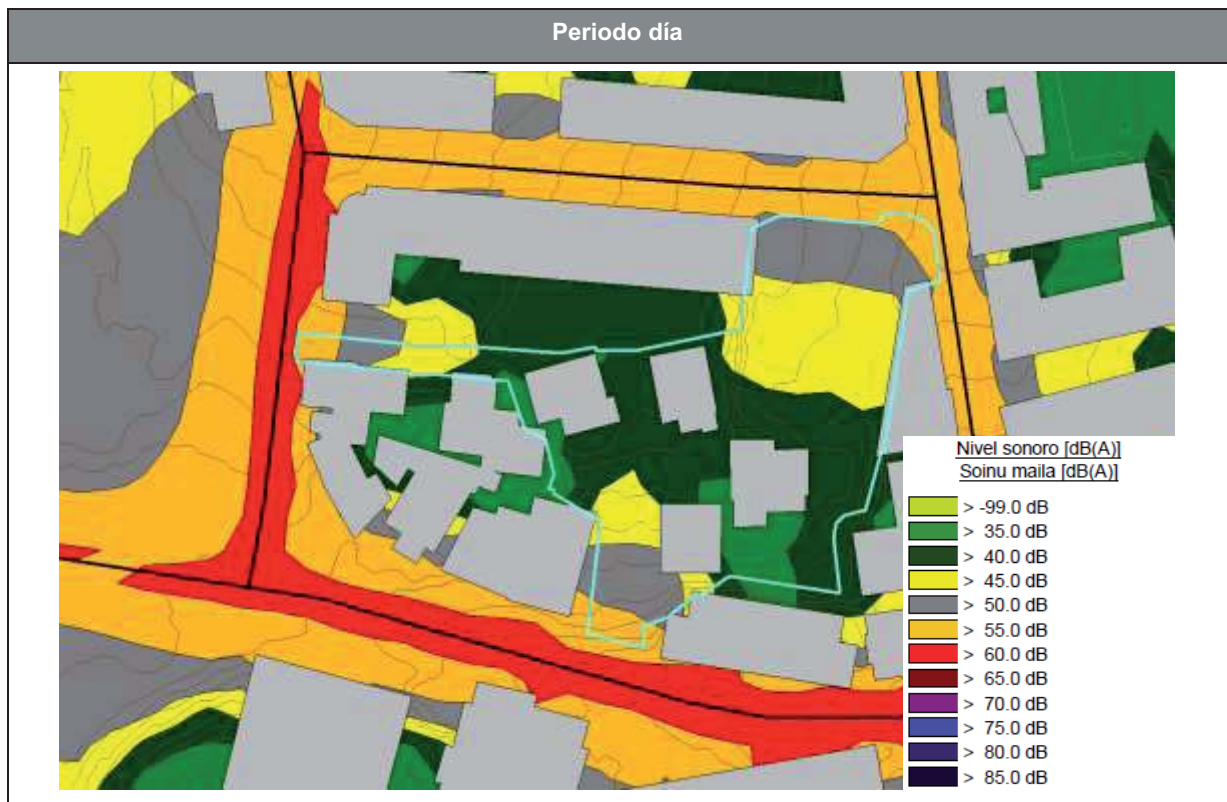 Periodo día
Nivel sonoro [dB(A)]
Soinu maila [dB(A)]
> -99.0 dB
> 35.0 dB
> 40.0 dB
> 45.0 dB
> 50.0 dB
> 55.0 dB
> 60.0 dB
> 65.0 dB
> 70.0 dB
> 75.0 dB
> 80.0 dB
> 85.0 dB